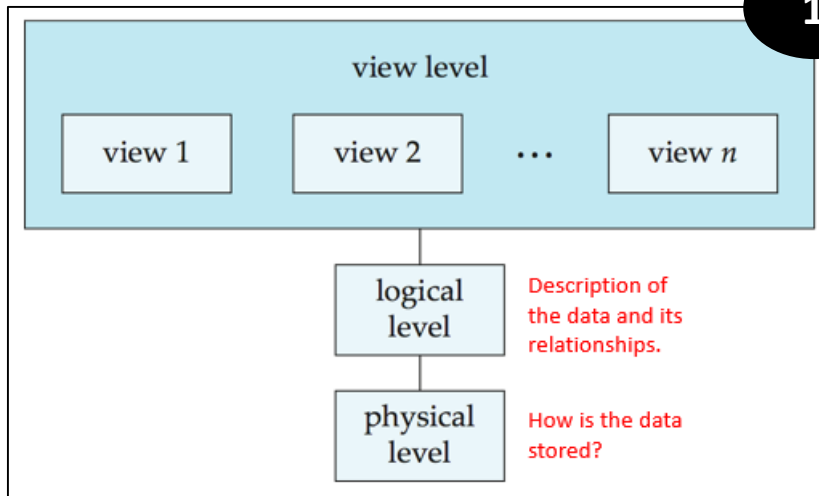 1
view level
view 1
view 2
...
view n
logical
level
Description of
the data and its
relationships.
physical
level
How is the data
stored?